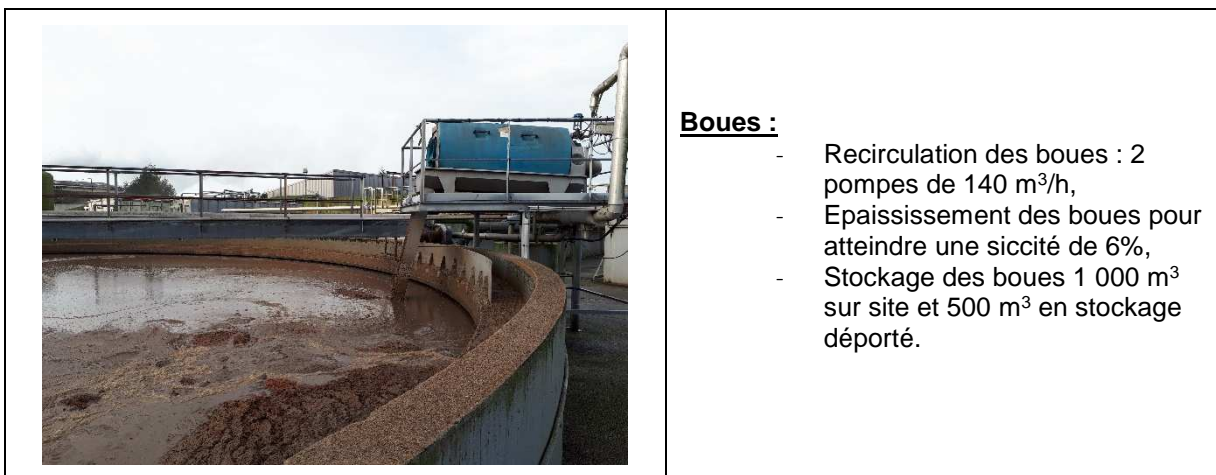 Boues :
- Recirculation des boues : 2
pompes de 140 m³/h,
- Epaississement des boues pour
atteindre une siccité de 6%,
- Stockage des boues 1 000 m³
sur site et 500 m³ en stockage
déporté.